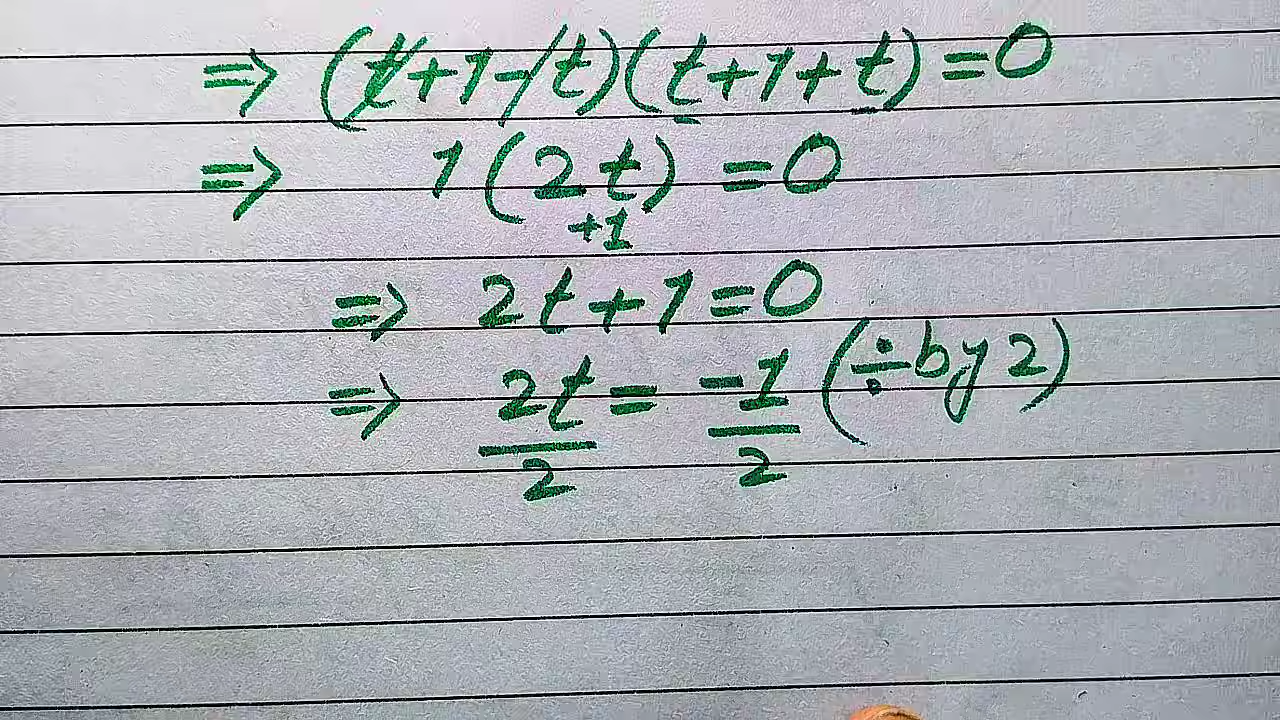 ⇒ (t+1-t)(t+1+t)=0
⇒ 1(2t)=0
+1
⇒ 2t+1=0
⇒ 2t/2 = -1/2 (÷by 2)